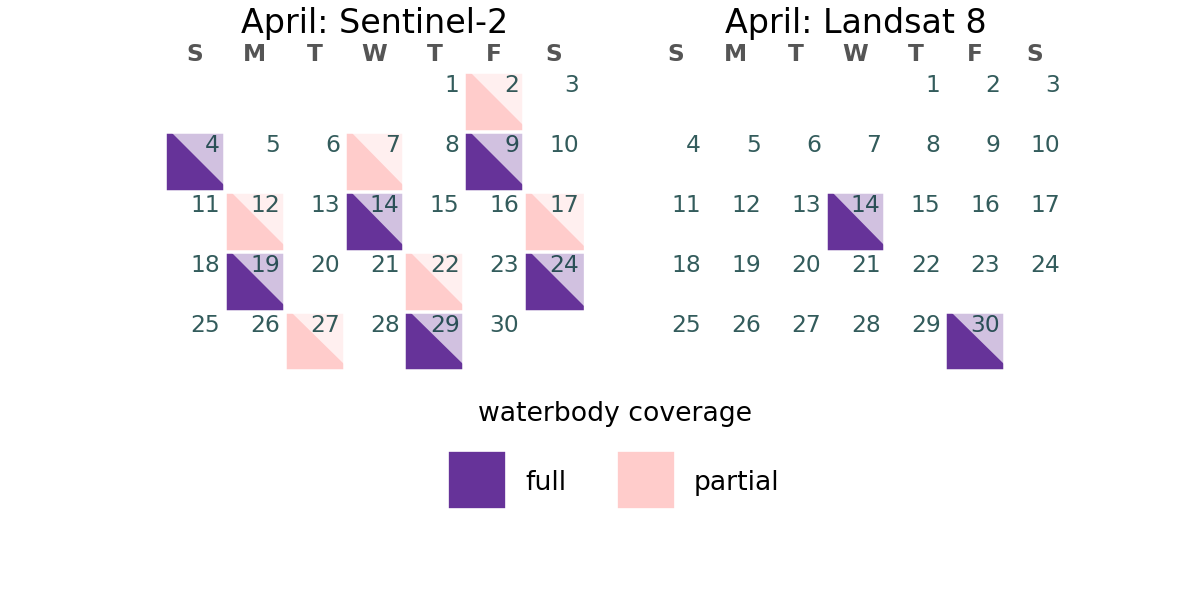 April: Sentinel-2
S M T W T F S
1 2 3
4 5 6 7 8 9 10
11 12 13 14 15 16 17
18 19 20 21 22 23 24
25 26 27 28 29 30
April: Landsat 8
S M T W T F S
1 2 3
4 5 6 7 8 9 10
11 12 13 14 15 16 17
18 19 20 21 22 23 24
25 26 27 28 29 30
waterbody coverage
full
partial